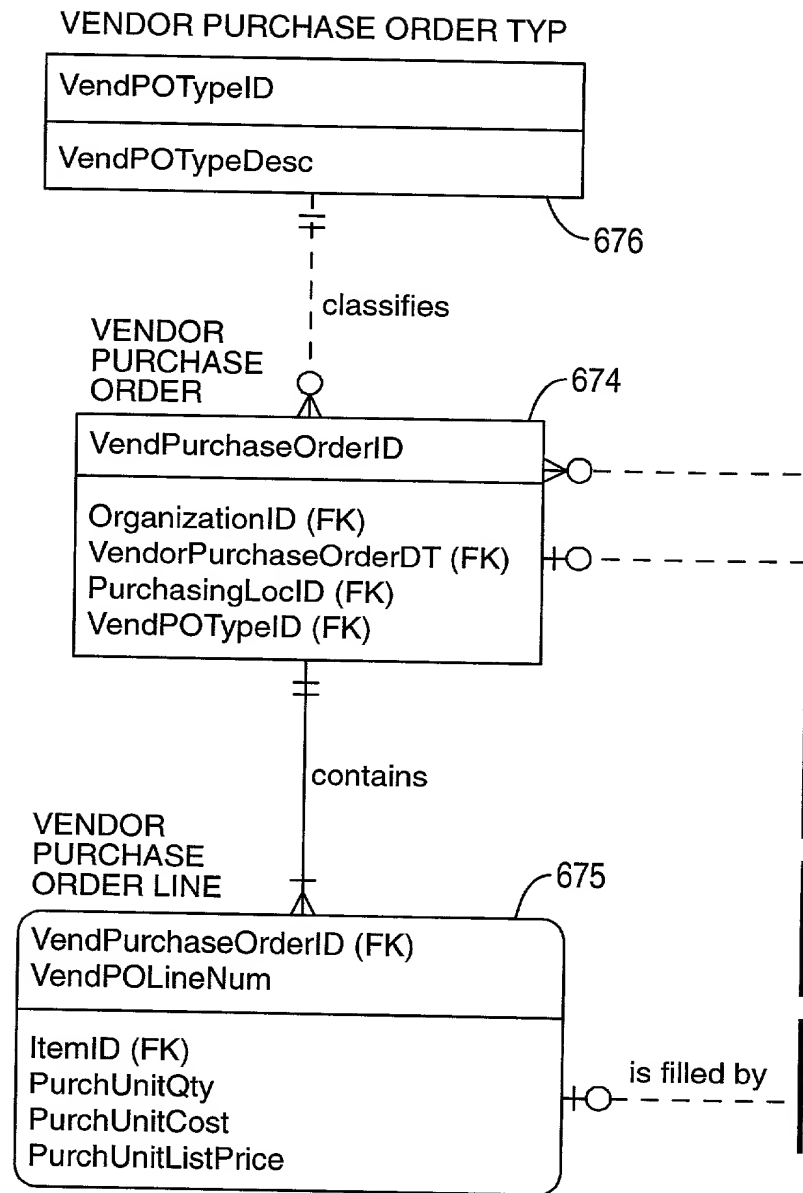 VENDOR PURCHASE ORDER TYP
VendPOTypeID
VendPOTypeDesc
676
classifies
VENDOR
PURCHASE
ORDER
674
VendPurchaseOrderID
OrganizationID (FK)
VendorPurchaseOrderDT (FK)
PurchasingLocID (FK)
VendPOTypeID (FK)
contains
VENDOR
PURCHASE
ORDER LINE
675
VendPurchaseOrderID (FK)
VendPOLineNum
ItemID (FK)
PurchUnitQty
PurchUnitCost
PurchUnitListPrice
is filled by